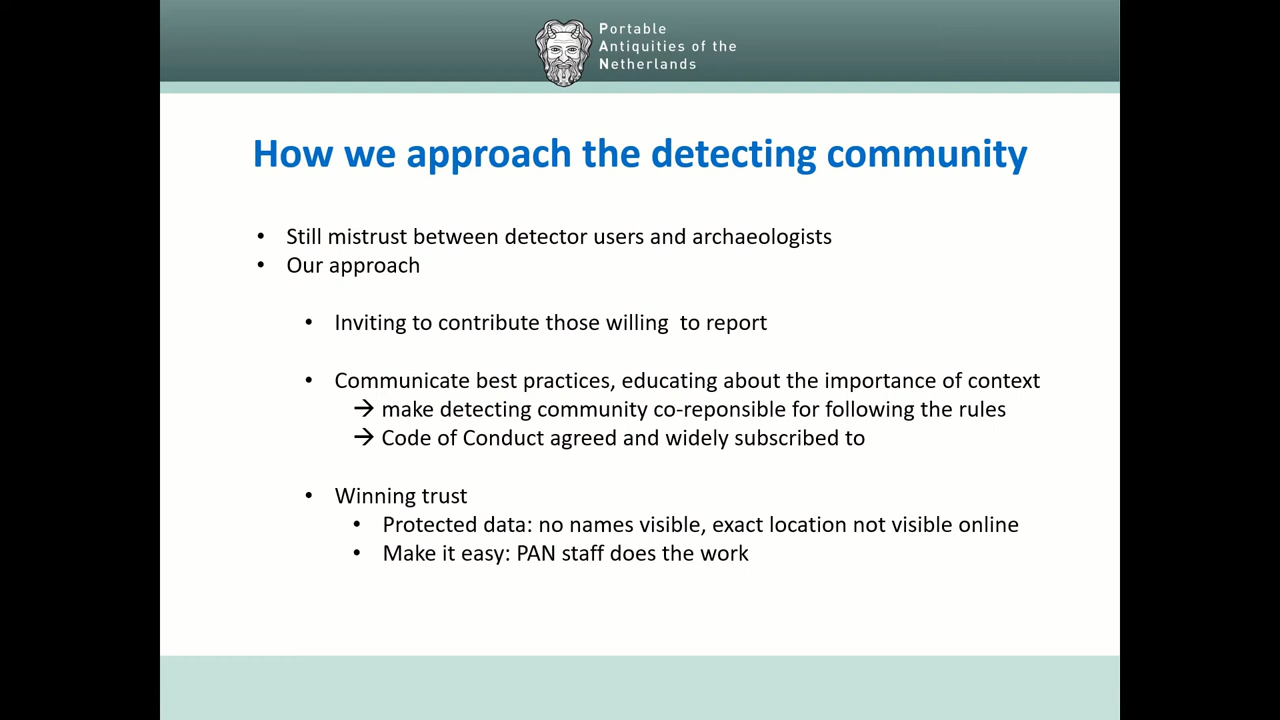 Portable
Antiquities of the
Netherlands
How we approach the detecting community
• Still mistrust between detector users and archaeologists
• Our approach
• Inviting to contribute those willing  to report
• Communicate best practices, educating about the importance of context
→ make detecting community co-reponsible for following the rules
→ Code of Conduct agreed and widely subscribed to
• Winning trust
• Protected data: no names visible, exact location not visible online
• Make it easy: PAN staff does the work